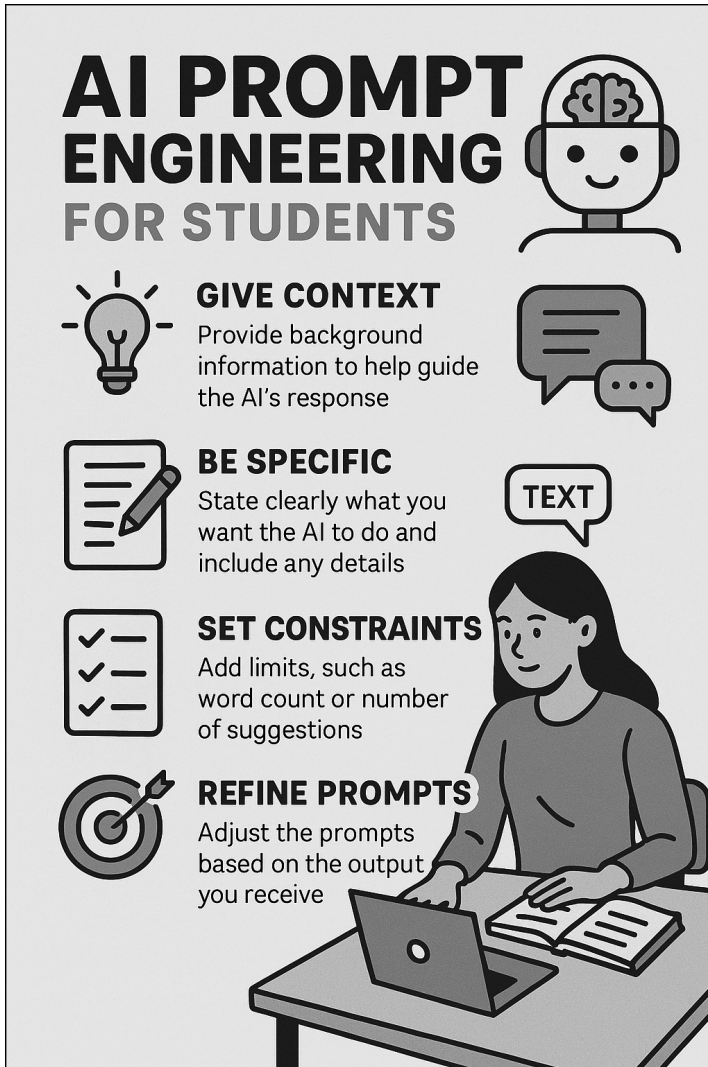 AI PROMPT
ENGINEERING
FOR STUDENTS
GIVE CONTEXT
Provide background
information to help guide
the AI's response
BE SPECIFIC
State clearly what you
want the AI to do and
include any details
TEXT
SET CONSTRAINTS
Add limits, such as
word count or number
of suggestions
REFINE PROMPTS
Adjust the prompts
based on the output
you receive